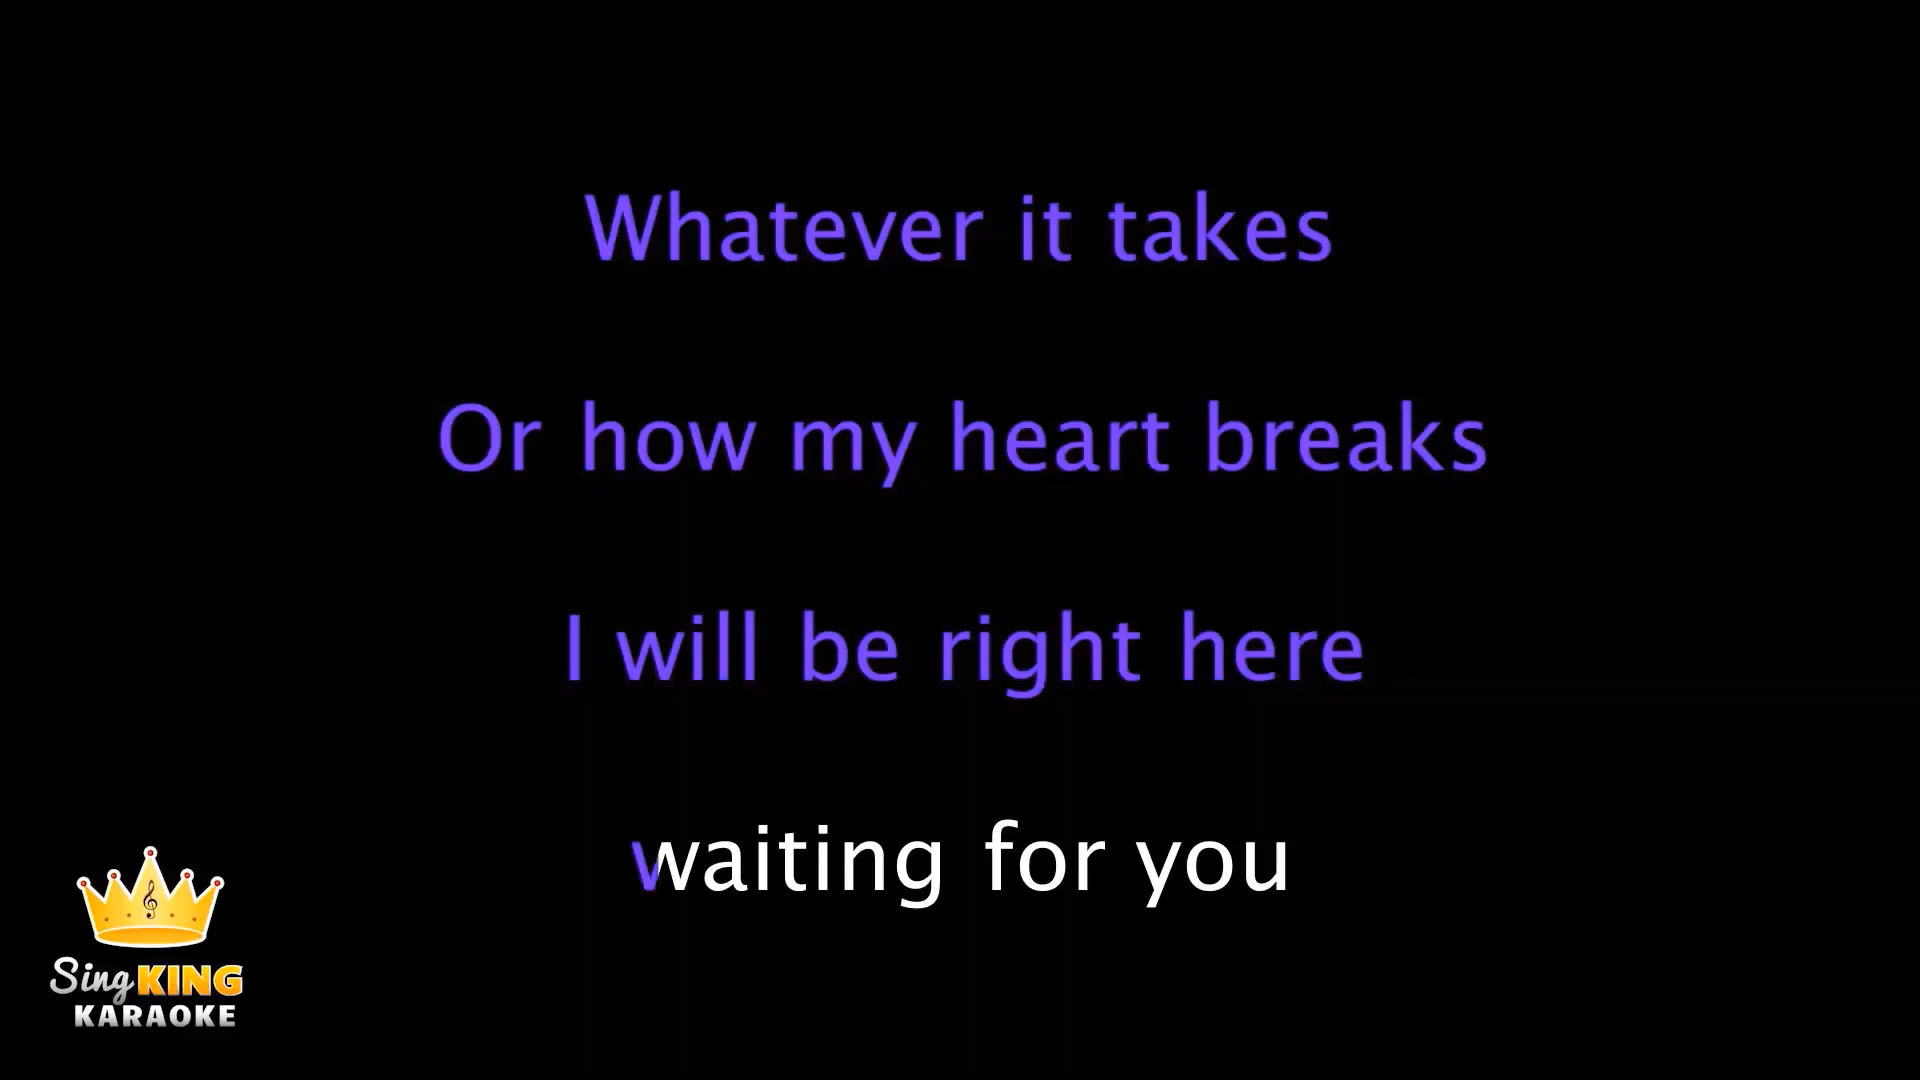 Whatever it takes
Or how my heart breaks
I will be right here
waiting for you
Sing KING
KARAOKE